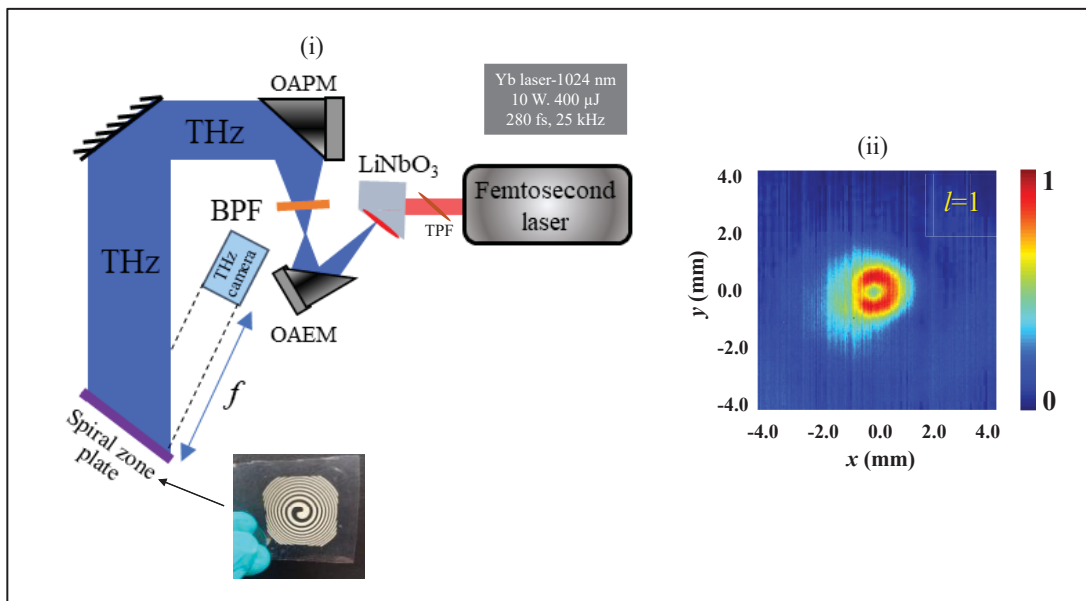 (i)
OAPM
THz
Yb laser-1024 nm
10 W. 400 µJ
280 fs, 25 kHz
LiNbO3
Femtosecond
laser
TPF
BPF
THz
THz
camera
OAEM
f
Spiral zone
plate
(ii)
4.0
2.0
0.0
-2.0
-4.0
y (mm)
l=1
-4.0 -2.0 0.0 2.0 4.0
x (mm)
1
0